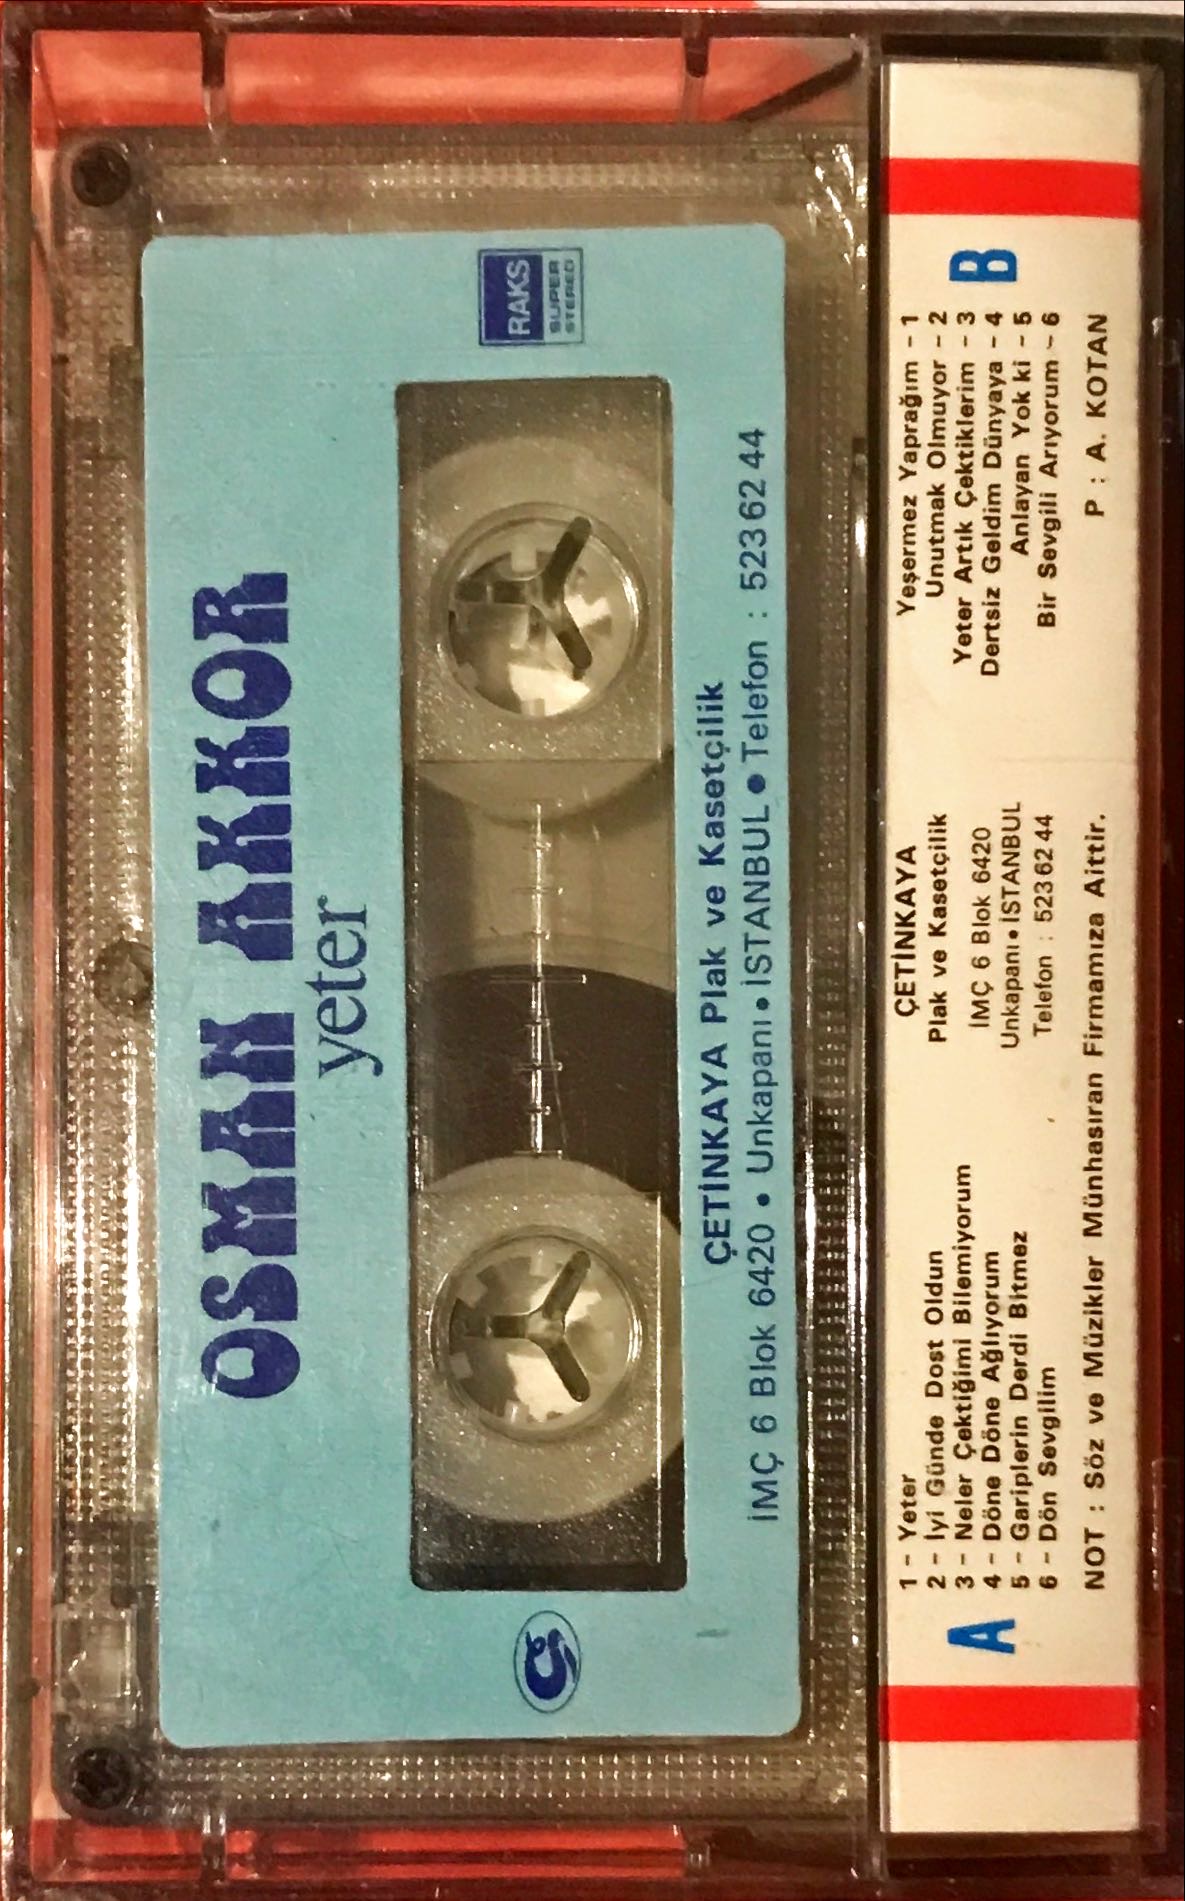 OSMAN AKKOR
yeter
RAKS
SUPER
STEREO
ÇETİNKAYA Plak ve Kasetçilik
İMÇ 6 Blok 6420 • Unkapanı • İSTANBUL • Telefon : 523 62 44
A
1 - Yeter
2 - İyi Günde Dost Oldun
3 - Neler Çektiğimi Bilemiyorum
4 - Döne Döne Ağlıyorum
5 - Gariplerin Derdi Bitmez
6 - Dön Sevgilim
ÇETİNKAYA
Plak ve Kasetçilik
İMÇ 6 Blok 6420
Unkapanı • İSTANBUL
Telefon : 523 62 44
B
Yeşermez Yaprağım - 1
Unutmak Olmuyor - 2
Yeter Artık Çektiklerim - 3
Dertsiz Geldim Dünyaya - 4
Anlayan Yok ki - 5
Bir Sevgili Arıyorum - 6
NOT : Söz ve Müzikler Münhasıran Firmamıza Aittir.
P : A. KOTAN